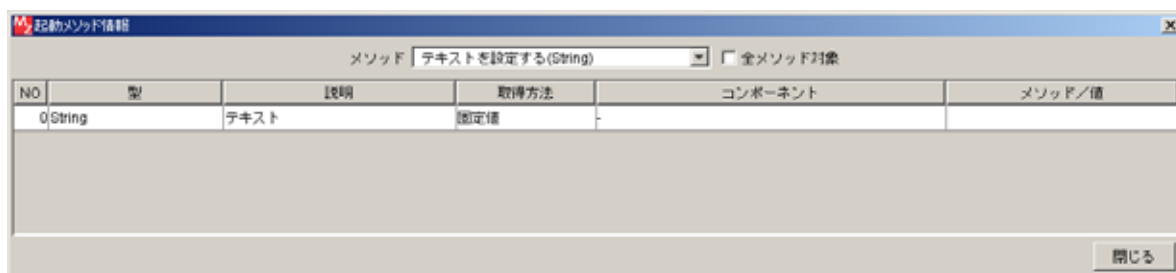 起動メソッド情報
メソッド テキストを設定する(String) 全メソッド対象
NO 型 説明 取得方法 コンポーネント メソッド／値
0 String テキスト 固定値 -
閉じる